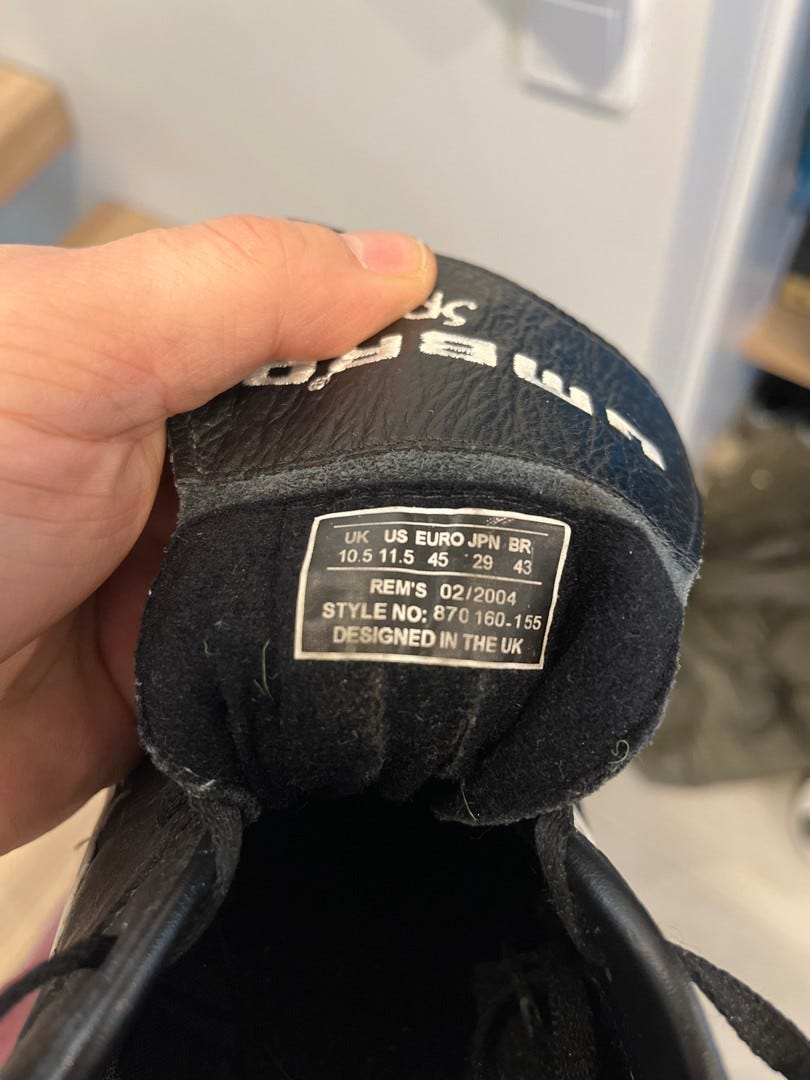 UMBRO
UK US EURO JPN BR
10.5 11.5 45 29 43
REM'S 02/2004
STYLE NO: 870 160-155
DESIGNED IN THE UK